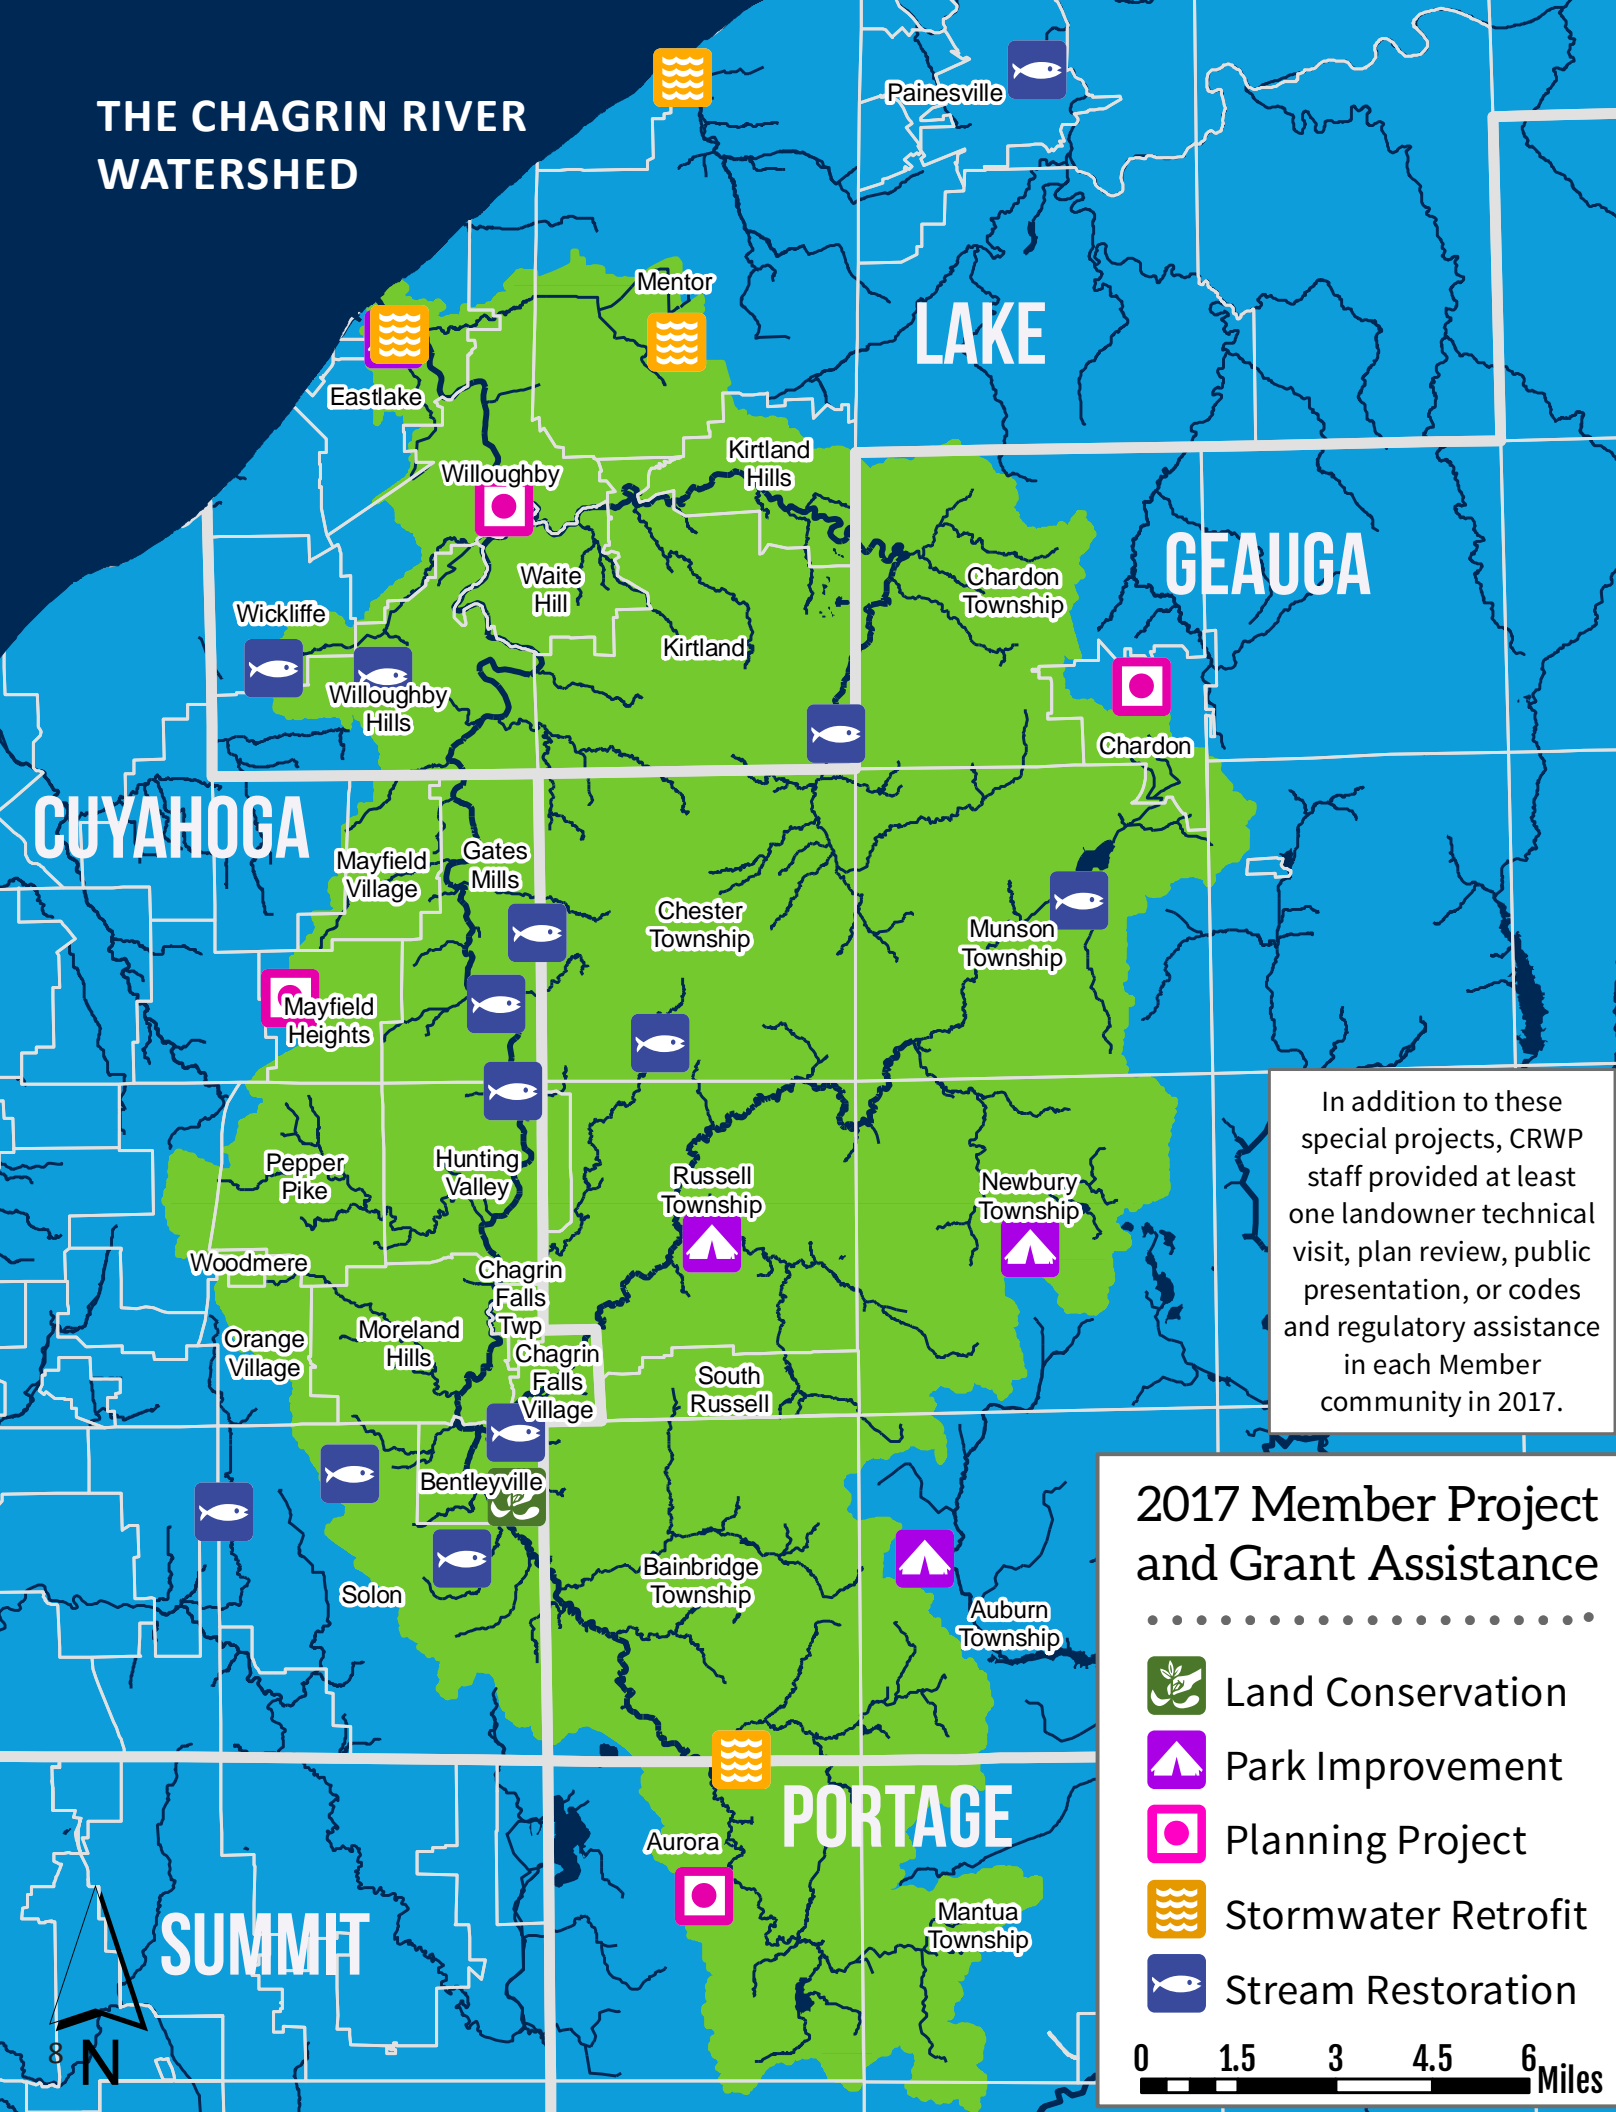 THE CHAGRIN RIVER
WATERSHED
Painesville
Mentor
LAKE
Eastlake
Kirtland
Hills
Willoughby
GEAUGA
Waite
Hill
Chardon
Township
Wickliffe
Kirtland
Willoughby
Hills
Chardon
CUYAHOGA
Mayfield
Village
Gates
Mills
Chester
Township
Munson
Township
Mayfield
Heights
In addition to these
special projects, CRWP
staff provided at least
one landowner technical
visit, plan review, public
presentation, or codes
and regulatory assistance
in each Member
community in 2017.
Pepper
Pike
Hunting
Valley
Russell
Township
Newbury
Township
Woodmere
Chagrin
Falls
Twp
Orange
Village
Moreland
Hills
Chagrin
Falls
Village
South
Russell
Bentleyville
Solon
Bainbridge
Township
Auburn
Township
PORTAGE
Aurora
Mantua
Township
SUMMIT
8
N
2017 Member Project
and Grant Assistance
Land Conservation
Park Improvement
Planning Project
Stormwater Retrofit
Stream Restoration
0 1.5 3 4.5 6
Miles